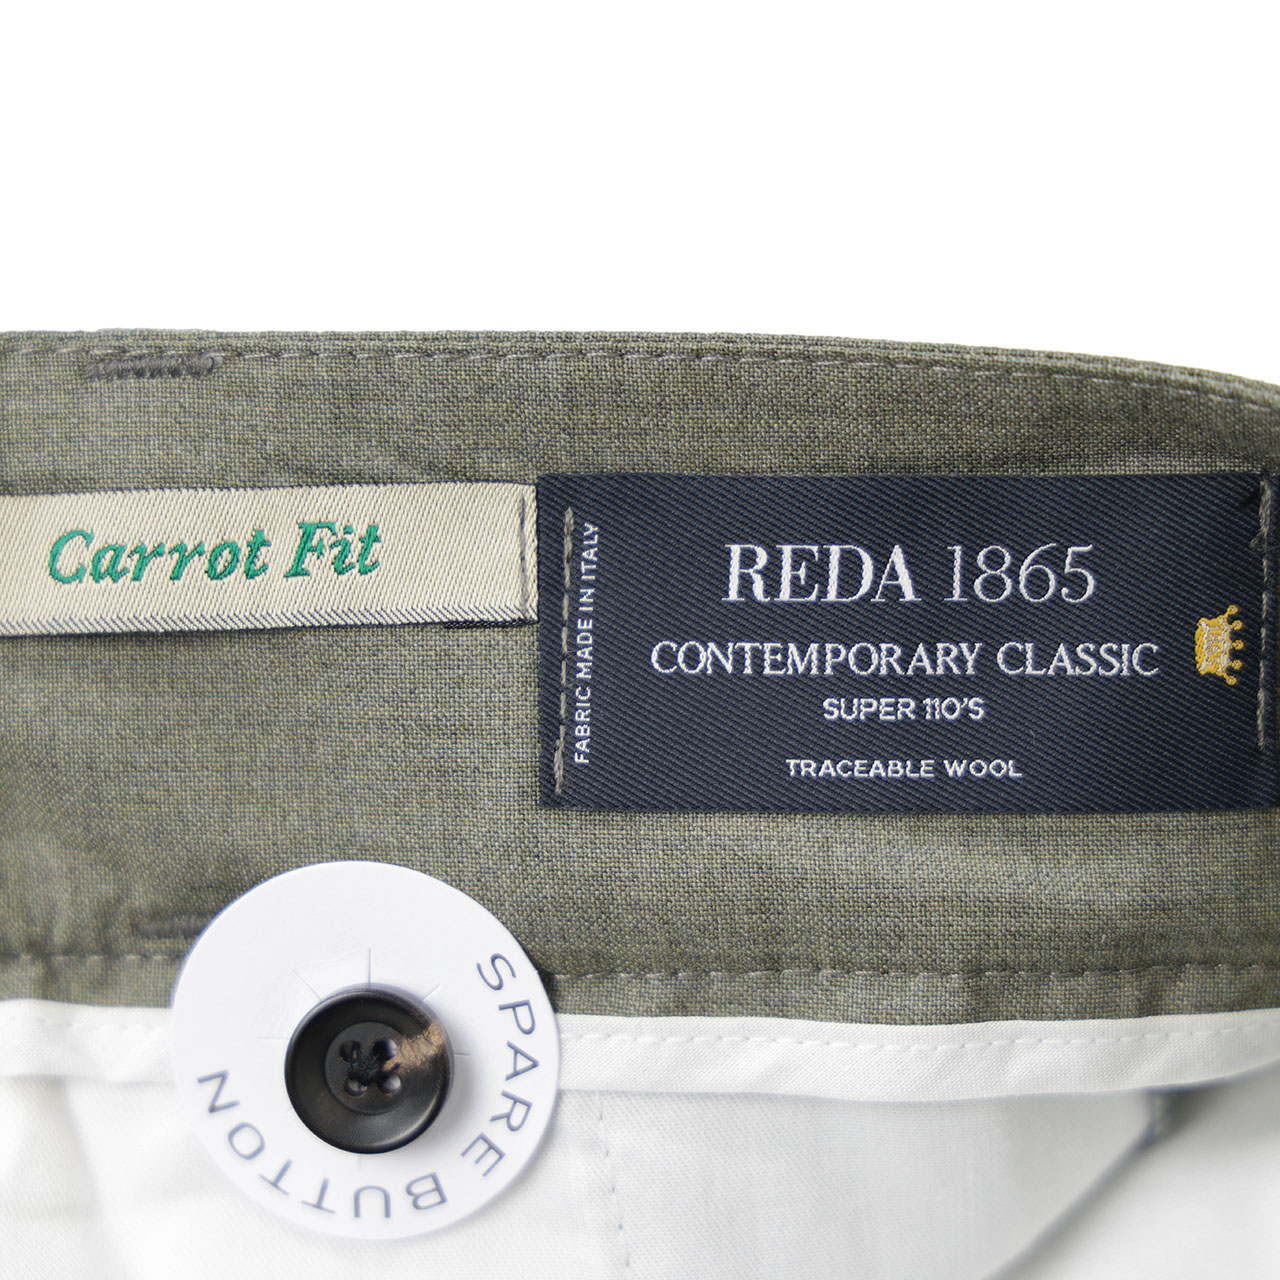 Carrot Fit
FABRIC MADE IN ITALY
REDA 1865
CONTEMPORARY CLASSIC
SUPER 110'S
TRACEABLE WOOL
SPARE BUTTON